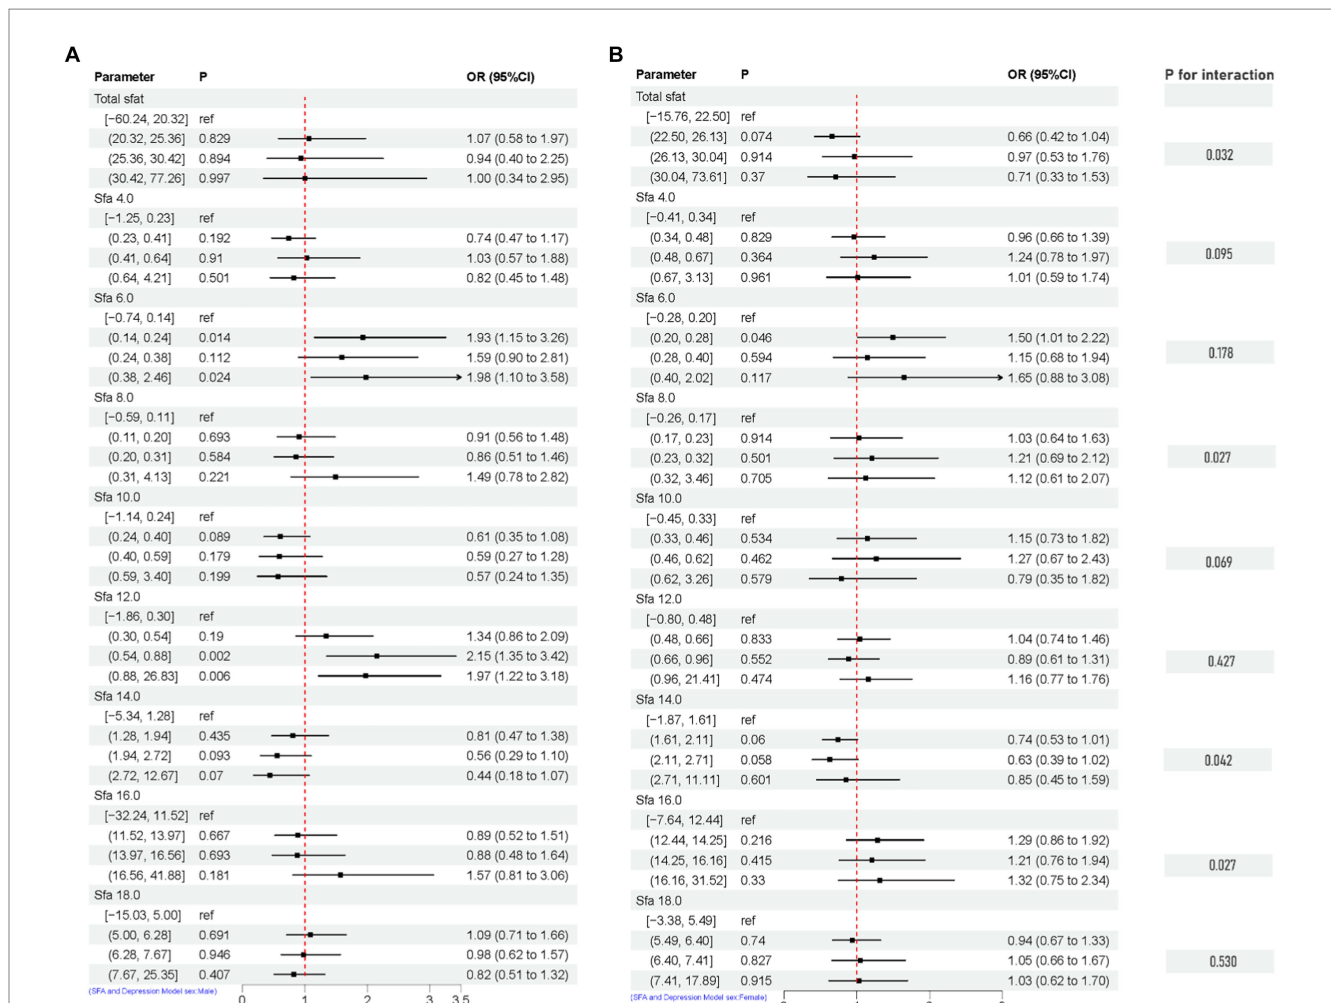 A
Parameter P OR (95%CI)
Total sfat
[−60.24, 20.32] ref
(20.32, 25.36] 0.829 1.07 (0.58 to 1.97)
(25.36, 30.42] 0.894 0.94 (0.40 to 2.25)
(30.42, 77.26] 0.997 1.00 (0.34 to 2.95)
Sfa 4.0
[−1.25, 0.23] ref
(0.23, 0.41] 0.192 0.74 (0.47 to 1.17)
(0.41, 0.64] 0.91 1.03 (0.57 to 1.88)
(0.64, 4.21] 0.501 0.82 (0.45 to 1.48)
Sfa 6.0
[−0.74, 0.14] ref
(0.14, 0.24] 0.014 1.93 (1.15 to 3.26)
(0.24, 0.38] 0.112 1.59 (0.90 to 2.81)
(0.38, 2.46] 0.024 1.98 (1.10 to 3.58)
Sfa 8.0
[−0.59, 0.11] ref
(0.11, 0.20] 0.693 0.91 (0.56 to 1.48)
(0.20, 0.31] 0.584 0.86 (0.51 to 1.46)
(0.31, 4.13] 0.221 1.49 (0.78 to 2.82)
Sfa 10.0
[−1.14, 0.24] ref
(0.24, 0.40] 0.089 0.61 (0.35 to 1.08)
(0.40, 0.59] 0.179 0.59 (0.27 to 1.28)
(0.59, 3.40] 0.199 0.57 (0.24 to 1.35)
Sfa 12.0
[−1.86, 0.30] ref
(0.30, 0.54] 0.19 1.34 (0.86 to 2.09)
(0.54, 0.88] 0.002 2.15 (1.35 to 3.42)
(0.88, 26.83] 0.006 1.97 (1.22 to 3.18)
Sfa 14.0
[−5.34, 1.28] ref
(1.28, 1.94] 0.435 0.81 (0.47 to 1.38)
(1.94, 2.72] 0.093 0.56 (0.29 to 1.10)
(2.72, 12.67] 0.07 0.44 (0.18 to 1.07)
Sfa 16.0
[−32.24, 11.52] ref
(11.52, 13.97] 0.667 0.89 (0.52 to 1.51)
(13.97, 16.56] 0.693 0.88 (0.48 to 1.64)
(16.56, 41.88] 0.181 1.57 (0.81 to 3.06)
Sfa 18.0
[−15.03, 5.00] ref
(5.00, 6.28] 0.691 1.09 (0.71 to 1.66)
(6.28, 7.67] 0.946 0.98 (0.62 to 1.57)
(7.67, 25.35] 0.407 0.82 (0.51 to 1.32)
(SFA and Depression Model sex:Male)
0 1 2 3 3.5
B
Parameter P OR (95%CI)
Total sfat
[−15.76, 22.50] ref
(22.50, 26.13] 0.074 0.66 (0.42 to 1.04)
(26.13, 30.04] 0.914 0.97 (0.53 to 1.76)
(30.04, 73.61] 0.37 0.71 (0.33 to 1.53)
Sfa 4.0
[−0.41, 0.34] ref
(0.34, 0.48] 0.829 0.96 (0.66 to 1.39)
(0.48, 0.67] 0.364 1.24 (0.78 to 1.97)
(0.67, 3.13] 0.961 1.01 (0.59 to 1.74)
Sfa 6.0
[−0.28, 0.20] ref
(0.20, 0.28] 0.046 1.50 (1.01 to 2.22)
(0.28, 0.40] 0.594 1.15 (0.68 to 1.94)
(0.40, 2.02] 0.117 1.65 (0.88 to 3.08)
Sfa 8.0
[−0.26, 0.17] ref
(0.17, 0.23] 0.914 1.03 (0.64 to 1.63)
(0.23, 0.32] 0.501 1.21 (0.69 to 2.12)
(0.32, 3.46] 0.705 1.12 (0.61 to 2.07)
Sfa 10.0
[−0.45, 0.33] ref
(0.33, 0.46] 0.534 1.15 (0.73 to 1.82)
(0.46, 0.62] 0.462 1.27 (0.67 to 2.43)
(0.62, 3.26] 0.579 0.79 (0.35 to 1.82)
Sfa 12.0
[−0.80, 0.48] ref
(0.48, 0.66] 0.833 1.04 (0.74 to 1.46)
(0.66, 0.96] 0.552 0.89 (0.61 to 1.31)
(0.96, 21.41] 0.474 1.16 (0.77 to 1.76)
Sfa 14.0
[−1.87, 1.61] ref
(1.61, 2.11] 0.06 0.74 (0.53 to 1.01)
(2.11, 2.71] 0.058 0.63 (0.39 to 1.02)
(2.71, 11.11] 0.601 0.85 (0.45 to 1.59)
Sfa 16.0
[−7.64, 12.44] ref
(12.44, 14.25] 0.216 1.29 (0.86 to 1.92)
(14.25, 16.16] 0.415 1.21 (0.76 to 1.94)
(16.16, 31.52] 0.33 1.32 (0.75 to 2.34)
Sfa 18.0
[−3.38, 5.49] ref
(5.49, 6.40] 0.74 0.94 (0.67 to 1.33)
(6.40, 7.41] 0.827 1.05 (0.66 to 1.67)
(7.41, 17.89] 0.915 1.03 (0.62 to 1.70)
(SFA and Depression Model sex:Female)
P for interaction
0.032
0.095
0.178
0.027
0.069
0.427
0.042
0.027
0.530